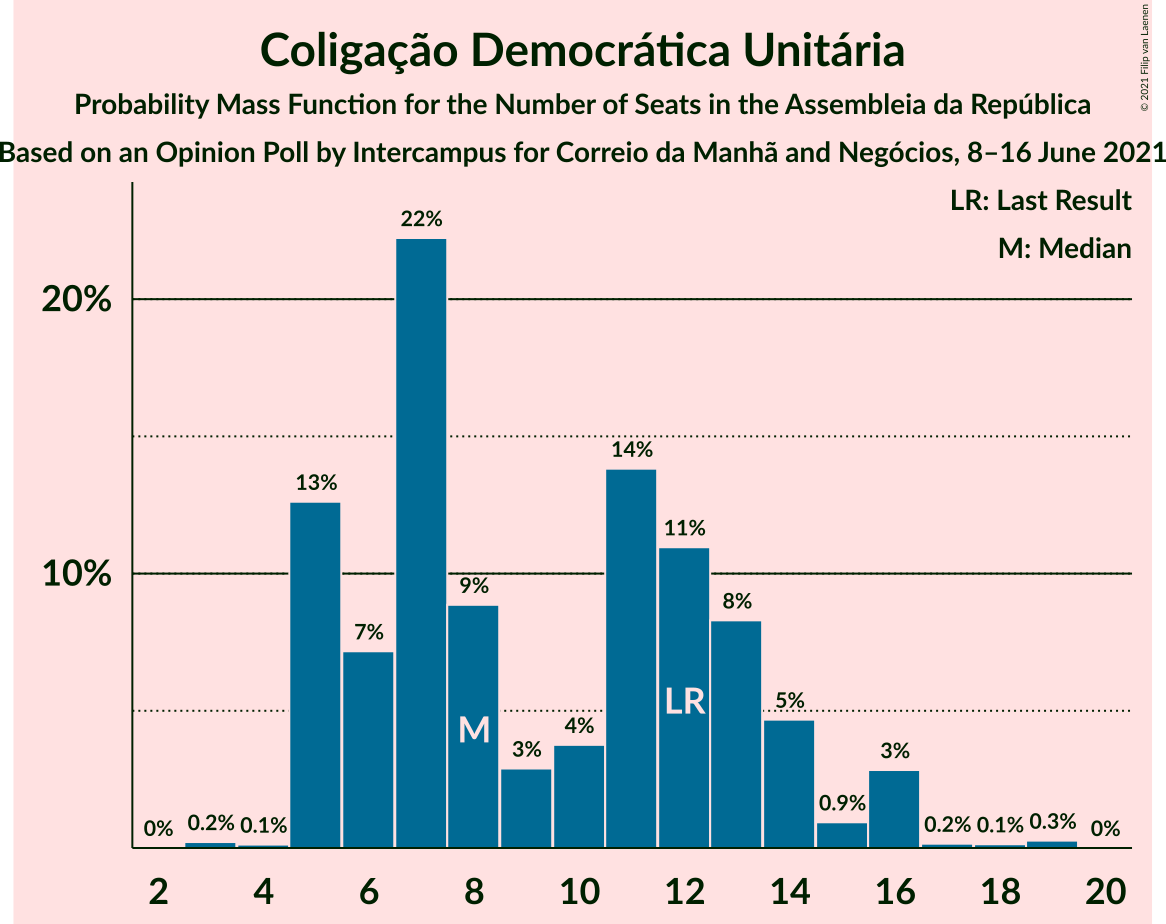 Coligação Democrática Unitária
Probability Mass Function for the Number of Seats in the Assembleia da República
Based on an Opinion Poll by Intercampus for Correio da Manhã and Negócios, 8–16 June 2021
© 2021 Filip van Laenen
LR: Last Result
M: Median
20%
10%
0%
0.2%
0.1%
13%
7%
22%
9%
3%
4%
14%
11%
8%
5%
0.9%
3%
0.2%
0.1%
0.3%
0%
M
LR
2 4 6 8 10 12 14 16 18 20